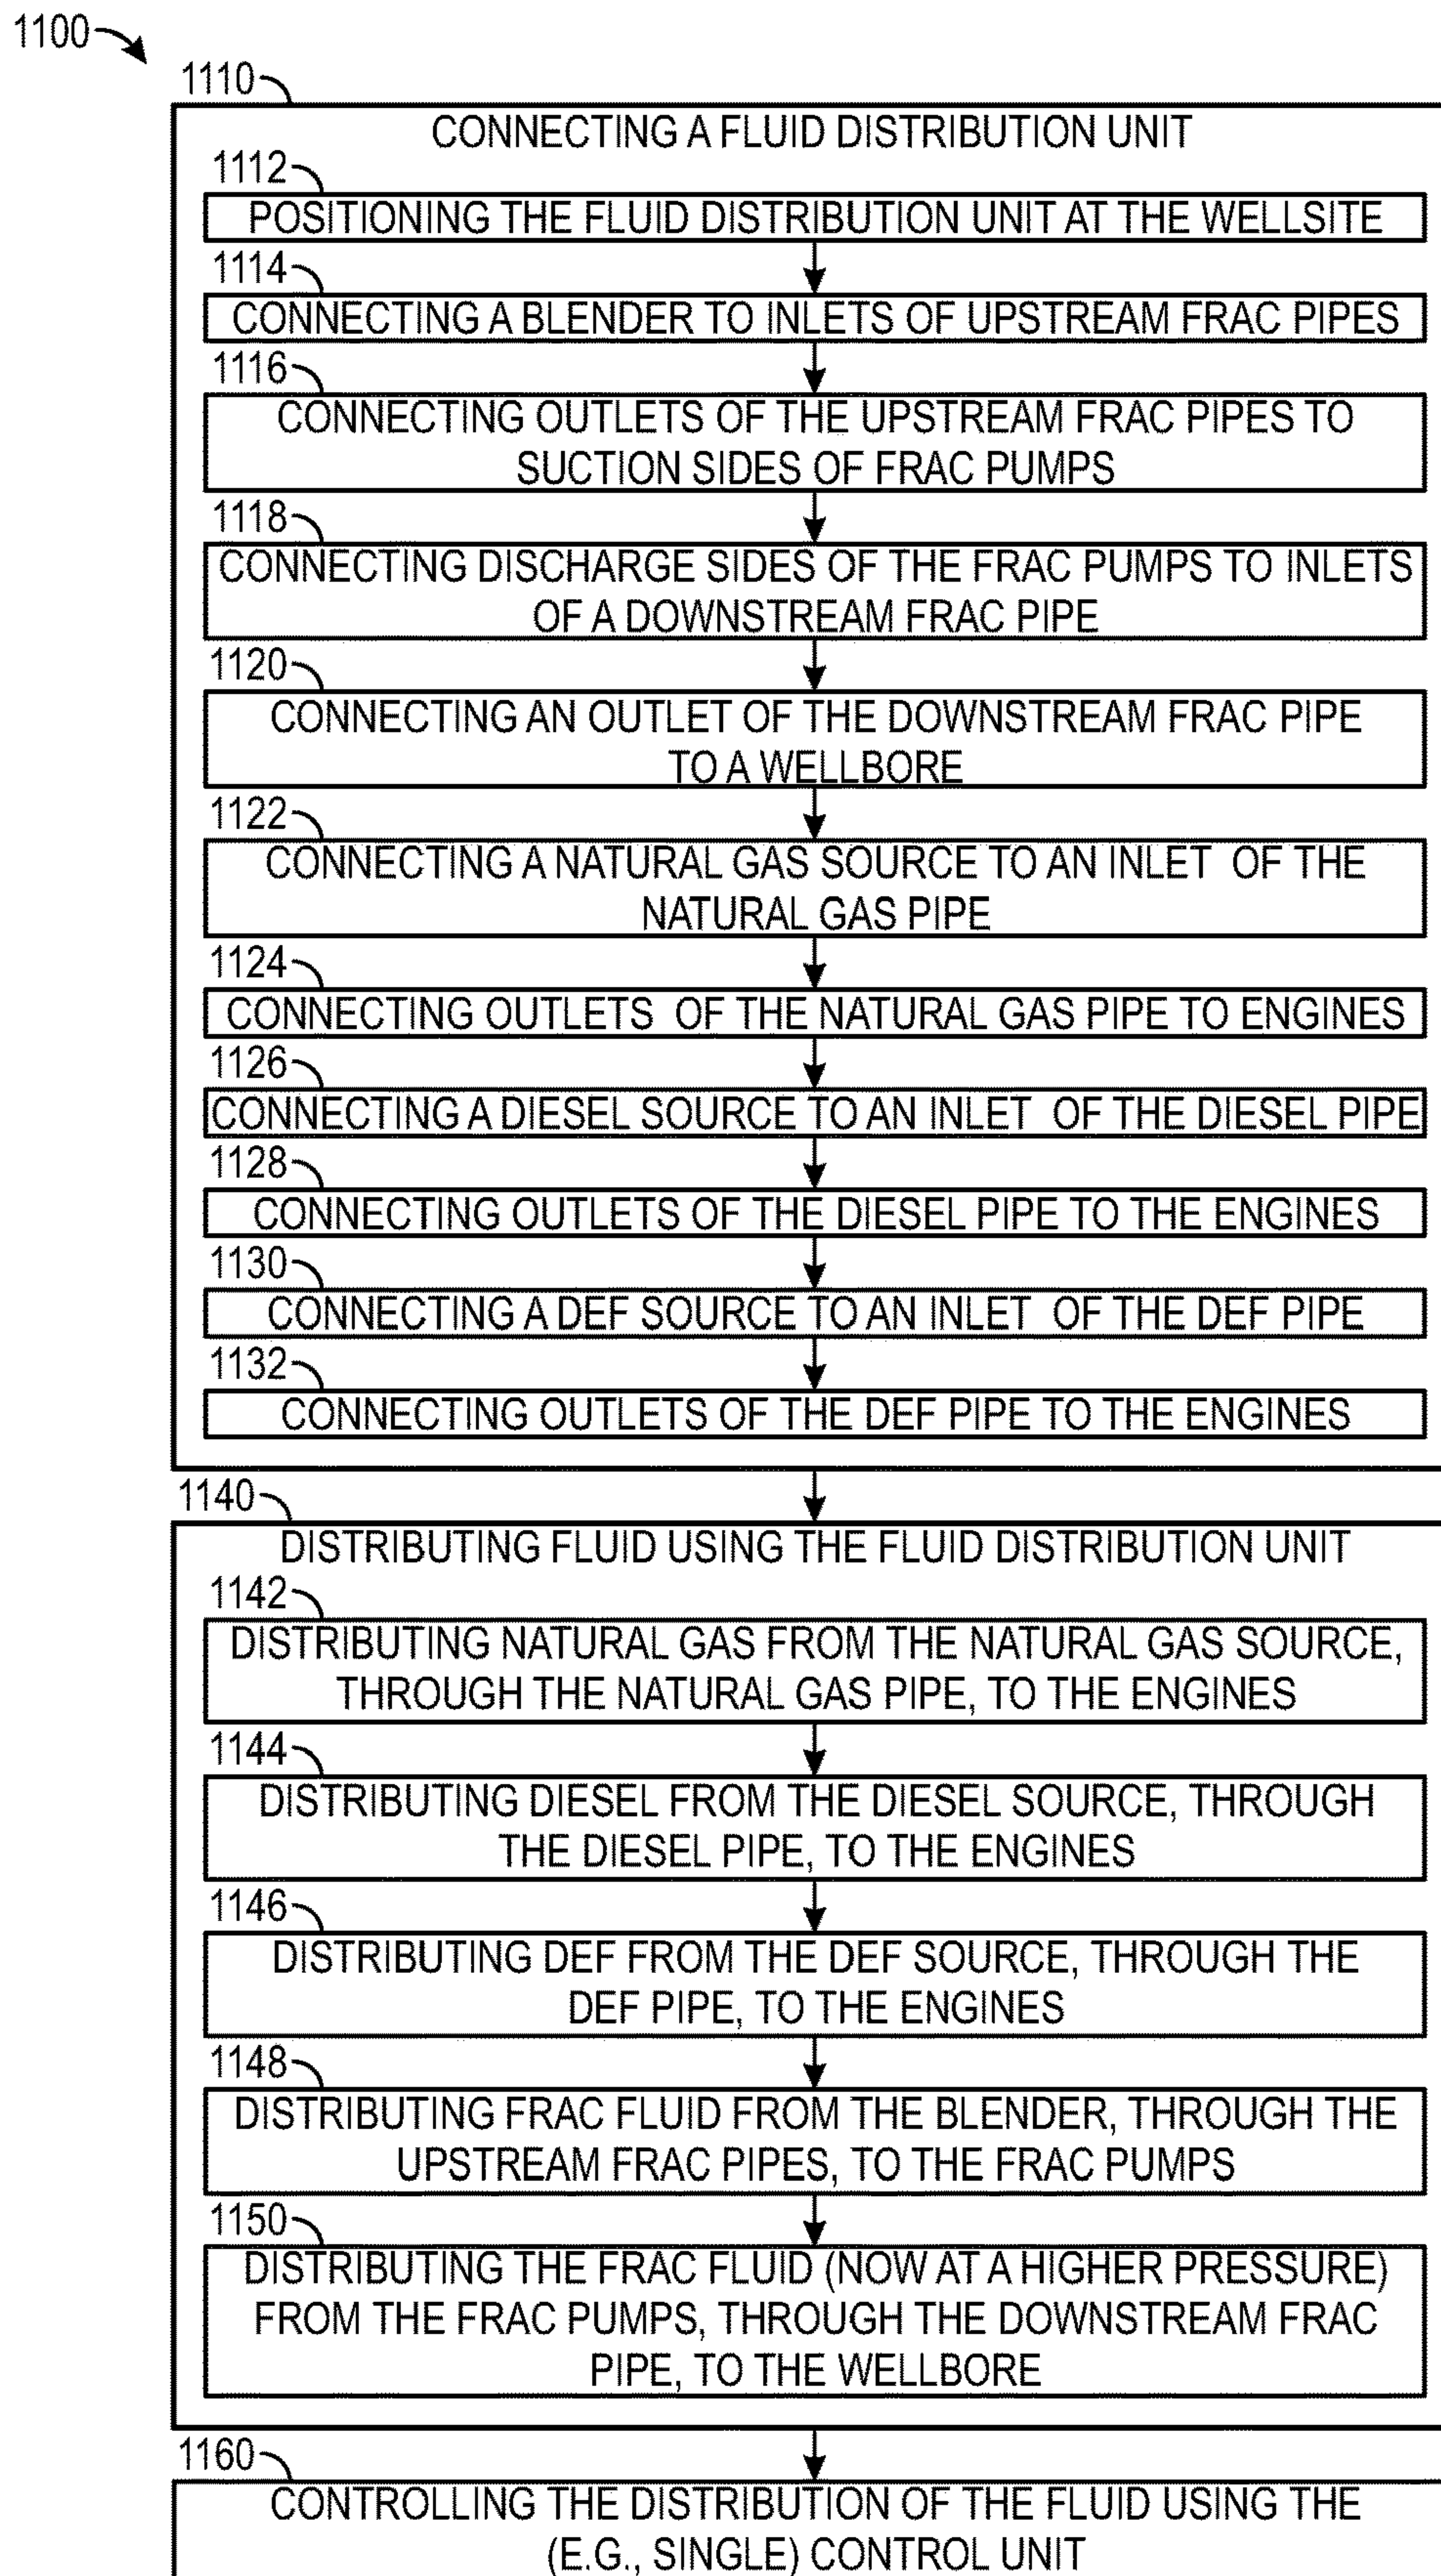 1100
1110
CONNECTING A FLUID DISTRIBUTION UNIT
1112
POSITIONING THE FLUID DISTRIBUTION UNIT AT THE WELLSITE
1114
CONNECTING A BLENDER TO INLETS OF UPSTREAM FRAC PIPES
1116
CONNECTING OUTLETS OF THE UPSTREAM FRAC PIPES TO
SUCTION SIDES OF FRAC PUMPS
1118
CONNECTING DISCHARGE SIDES OF THE FRAC PUMPS TO INLETS
OF A DOWNSTREAM FRAC PIPE
1120
CONNECTING AN OUTLET OF THE DOWNSTREAM FRAC PIPE
TO A WELLBORE
1122
CONNECTING A NATURAL GAS SOURCE TO AN INLET OF THE
NATURAL GAS PIPE
1124
CONNECTING OUTLETS OF THE NATURAL GAS PIPE TO ENGINES
1126
CONNECTING A DIESEL SOURCE TO AN INLET OF THE DIESEL PIPE
1128
CONNECTING OUTLETS OF THE DIESEL PIPE TO THE ENGINES
1130
CONNECTING A DEF SOURCE TO AN INLET OF THE DEF PIPE
1132
CONNECTING OUTLETS OF THE DEF PIPE TO THE ENGINES
1140
DISTRIBUTING FLUID USING THE FLUID DISTRIBUTION UNIT
1142
DISTRIBUTING NATURAL GAS FROM THE NATURAL GAS SOURCE,
THROUGH THE NATURAL GAS PIPE, TO THE ENGINES
1144
DISTRIBUTING DIESEL FROM THE DIESEL SOURCE, THROUGH
THE DIESEL PIPE, TO THE ENGINES
1146
DISTRIBUTING DEF FROM THE DEF SOURCE, THROUGH THE
DEF PIPE, TO THE ENGINES
1148
DISTRIBUTING FRAC FLUID FROM THE BLENDER, THROUGH THE
UPSTREAM FRAC PIPES, TO THE FRAC PUMPS
1150
DISTRIBUTING THE FRAC FLUID (NOW AT A HIGHER PRESSURE)
FROM THE FRAC PUMPS, THROUGH THE DOWNSTREAM FRAC
PIPE, TO THE WELLBORE
1160
CONTROLLING THE DISTRIBUTION OF THE FLUID USING THE
(E.G., SINGLE) CONTROL UNIT